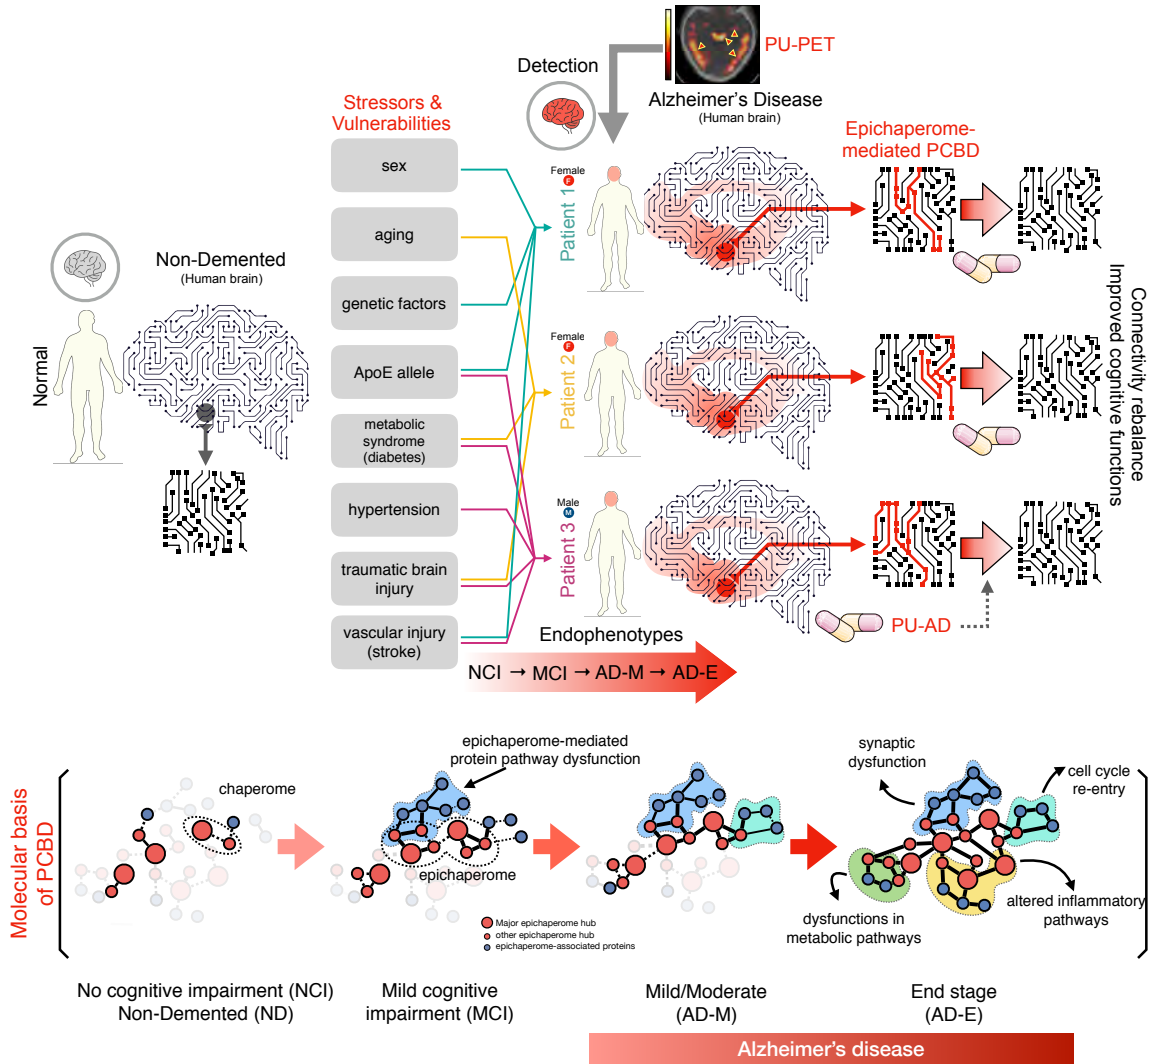 PU-PET
Detection
Alzheimer's Disease
(Human brain)
Stressors &
Vulnerabilities
Epichaperome-
mediated PCBD
sex
aging
genetic factors
ApoE allele
metabolic
syndrome
(diabetes)
hypertension
traumatic brain
injury
vascular injury
(stroke)
Non-Demented
(Human brain)
Normal
Female
F
Patient 1
Female
F
Patient 2
Male
M
Patient 3
Connectivity rebalance
Improved cognitive functions
PU-AD
Endophenotypes
NCI → MCI → AD-M → AD-E
Molecular basis
of PCBD
chaperome
epichaperome-mediated
protein pathway dysfunction
epichaperome
Major epichaperome hub
other epichaperome hub
epichaperome-associated proteins
synaptic
dysfunction
cell cycle
re-entry
dysfunctions in
metabolic pathways
altered inflammatory
pathways
No cognitive impairment (NCI)
Non-Demented (ND)
Mild cognitive
impairment (MCI)
Mild/Moderate
(AD-M)
End stage
(AD-E)
Alzheimer's disease